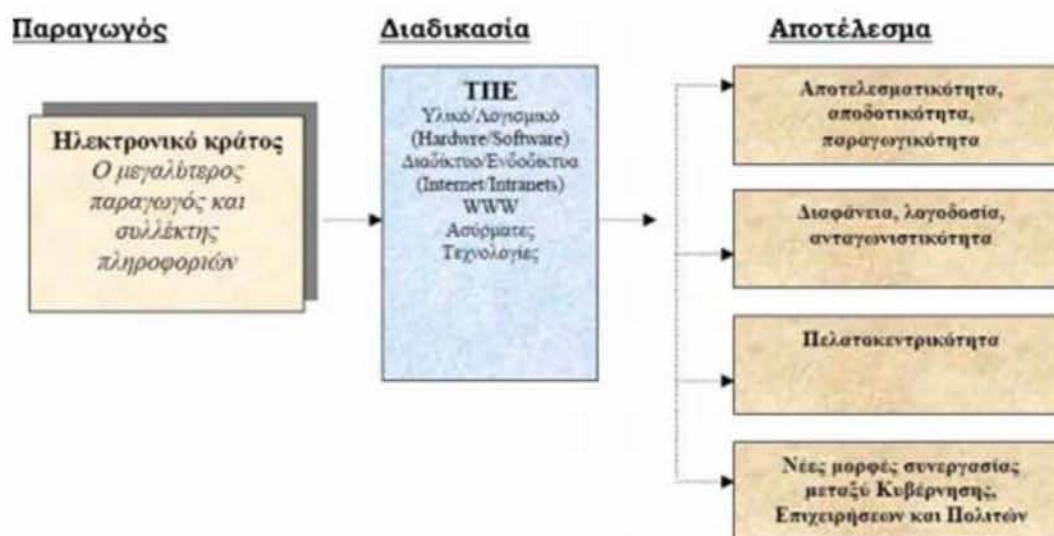 Παραγωγός
Διαδικασία
Αποτέλεσμα
Ηλεκτρονικό κράτος
Ο μεγαλύτερος
παραγωγός και
συλλέκτης
πληροφοριών
ΤΠΕ
Υλικό/Λογισμικό
(Hardwre/Software)
Διαδίκτυο/Ενδοδίκτυα
(Internet/Intranets)
WWW
Ασύρματες
Τεχνολογίες
Αποτελεσματικότητα,
αποδοτικότητα,
παραγωγικότητα
Διαφάνεια, λογοδοσία,
ανταγωνιστικότητα
Πελατοκεντρικότητα
Νέες μορφές συνεργασίας
μεταξύ Κυβέρνησης,
Επιχειρήσεων και Πολιτών